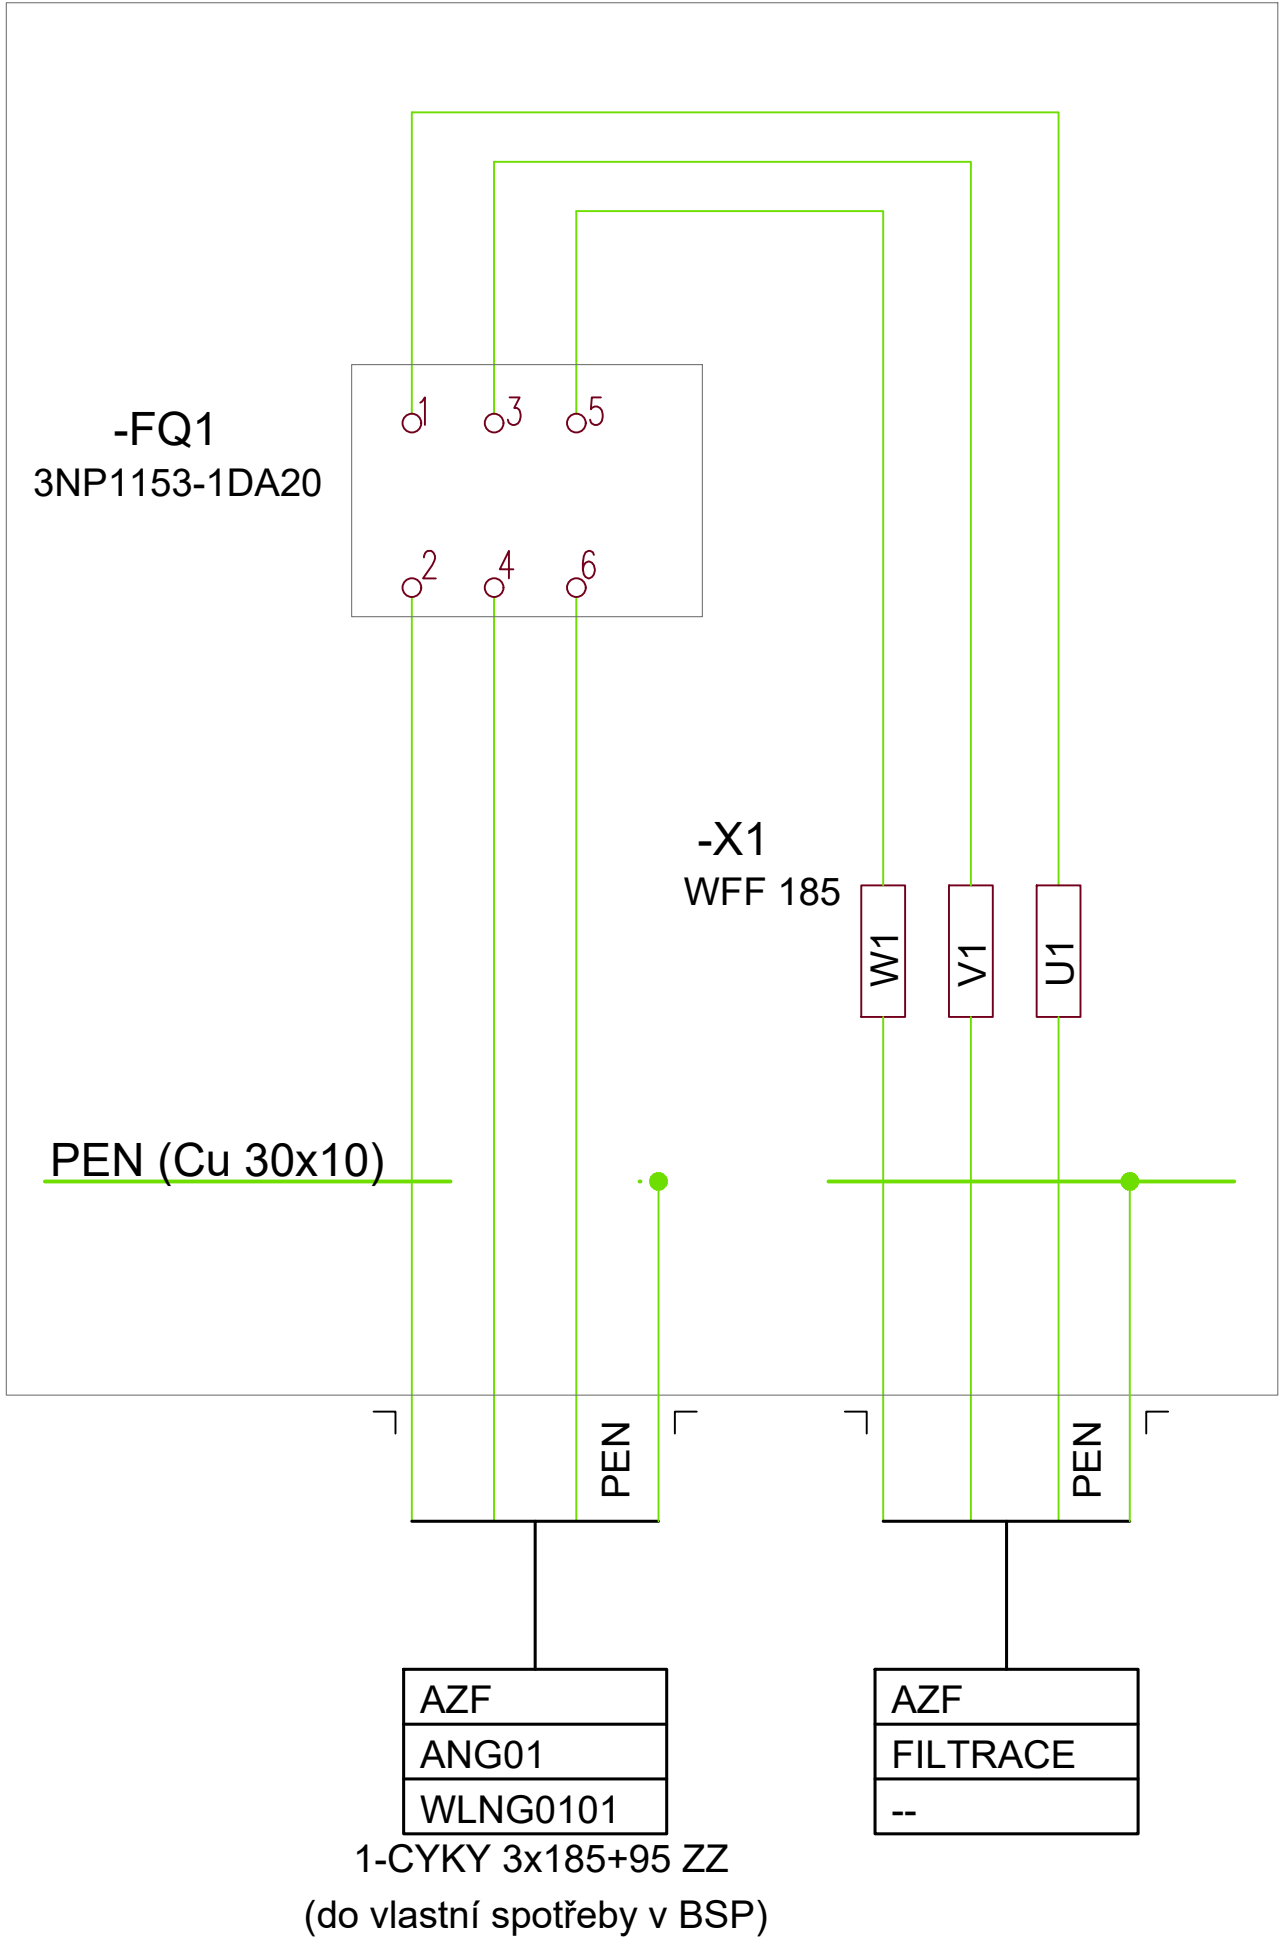 -FQ1
3NP1153-1DA20
1
3
5
2
4
6
-X1
WFF 185
W1
V1
U1
PEN (Cu 30x10)
PEN
PEN
AZF
ANG01
WLNG0101
1-CYKY 3x185+95 ZZ
(do vlastní spotřeby v BSP)
AZF
FILTRACE
--